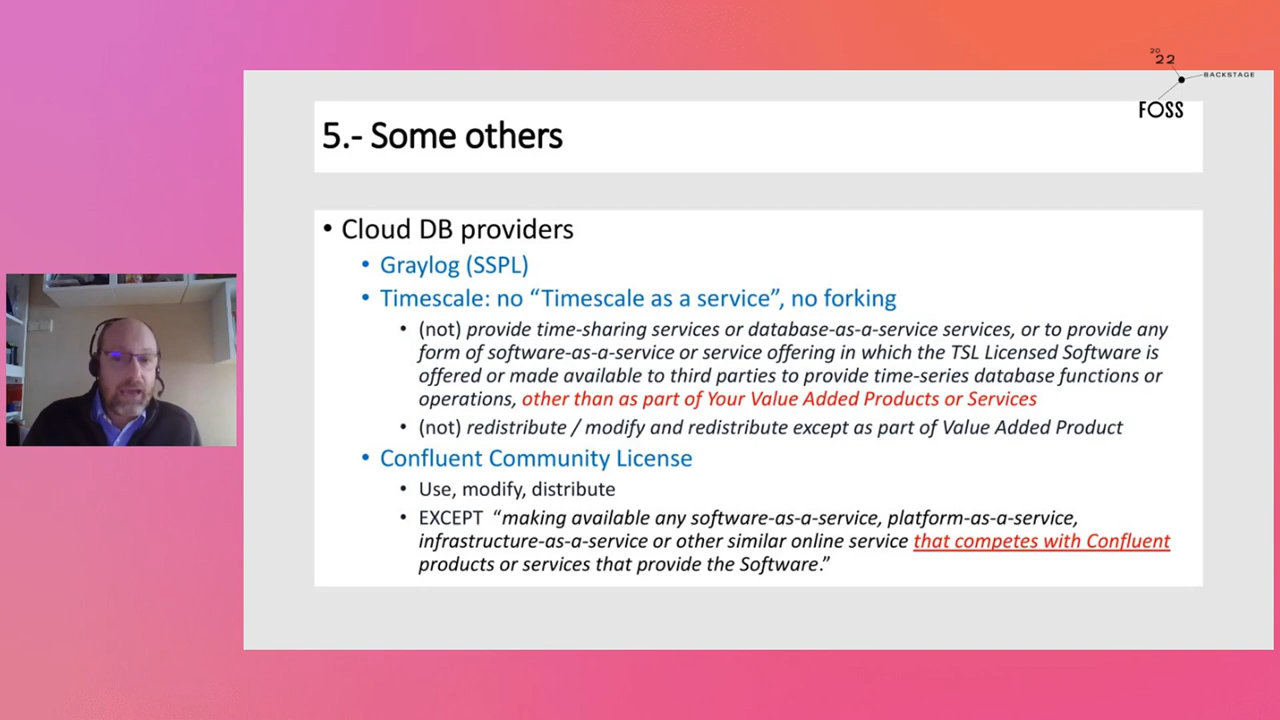 20
22
BACKSTAGE
FOSS
5.- Some others
• Cloud DB providers
• Graylog (SSPL)
• Timescale: no “Timescale as a service”, no forking
• (not) provide time-sharing services or database-as-a-service services, or to provide any
form of software-as-a-service or service offering in which the TSL Licensed Software is
offered or made available to third parties to provide time-series database functions or
operations, other than as part of Your Value Added Products or Services
• (not) redistribute / modify and redistribute except as part of Value Added Product
• Confluent Community License
• Use, modify, distribute
• EXCEPT “making available any software-as-a-service, platform-as-a-service,
infrastructure-as-a-service or other similar online service that competes with Confluent
products or services that provide the Software.”